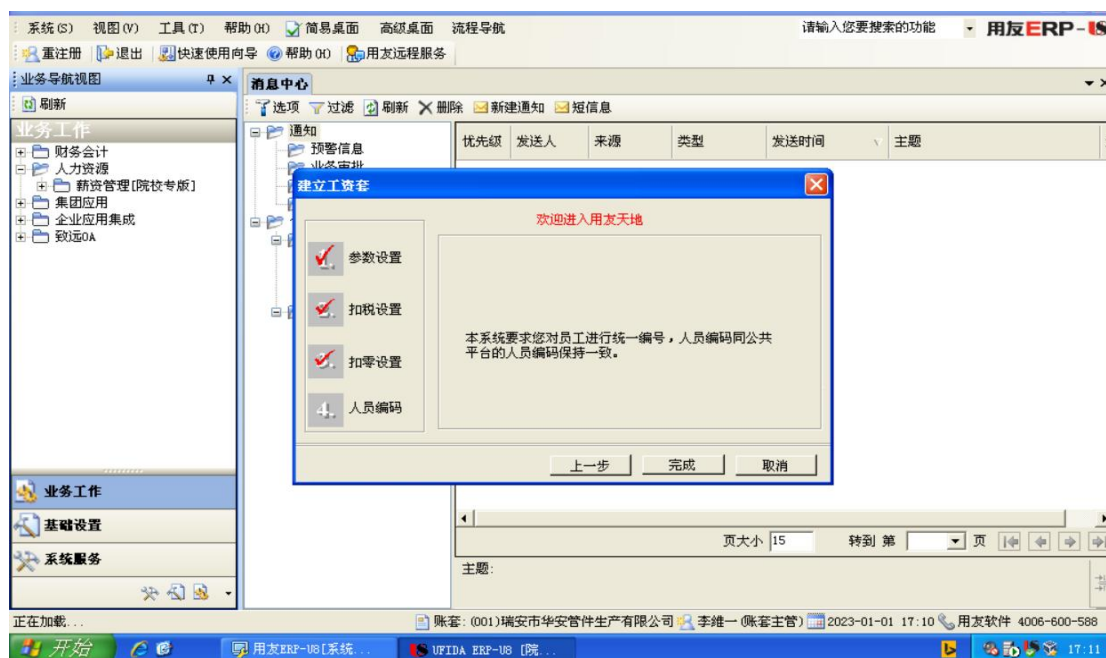 系统(S) 视图(V) 工具(T) 帮助(H) 简易桌面 高级桌面 流程导航 请输入您要搜索的功能 用友ERP-
重注册 退出 快速使用向导 帮助(H) 用友远程服务
业务导航视图
消息中心
刷新
选项 过滤 刷新 删除 新建通知 短信息
业务工作
财务会计
人力资源
薪资管理[院校专版]
集团应用
企业应用集成
致远OA
通知
预警信息
业务审批
优先级 发送人 来源 类型 发送时间 主题
建立工资套
欢迎进入用友天地
参数设置
扣税设置
扣零设置
4. 人员编码
本系统要求您对员工进行统一编号，人员编码同公共
平台的人员编码保持一致。
上一步 完成 取消
业务工作
基础设置
系统服务
页大小 15 转到 第 页
主题:
正在加载... 账套: (001)瑞安市华安管件生产有限公司 李维一(账套主管) 2023-01-01 17:10 用友软件 4006-600-588
开始 用友ERP-U8[系统... UFIDA ERP-U8 [院... 17:11